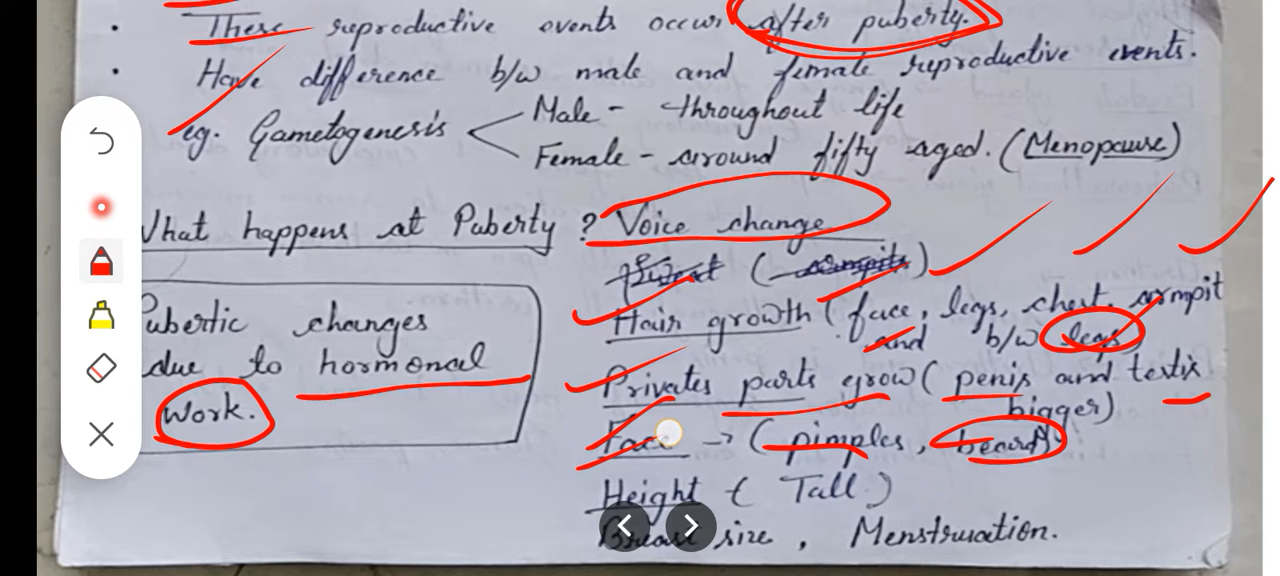 • These reproductive events occur after puberty.
• Have difference b/w male and female reproductive events.
eg. Gametogenesis < Male - throughout life
Female - around fifty aged. (Menopause)
What happens at Puberty ? Voice change
Hair growth (face, legs, chest, armpit
and b/w legs)
Pubertic changes
due to hormonal
Work.
Privates parts grow (penis and testis
bigger)
Face → (pimples, beard)
Height ( Tall )
Breast size, Menstruation.